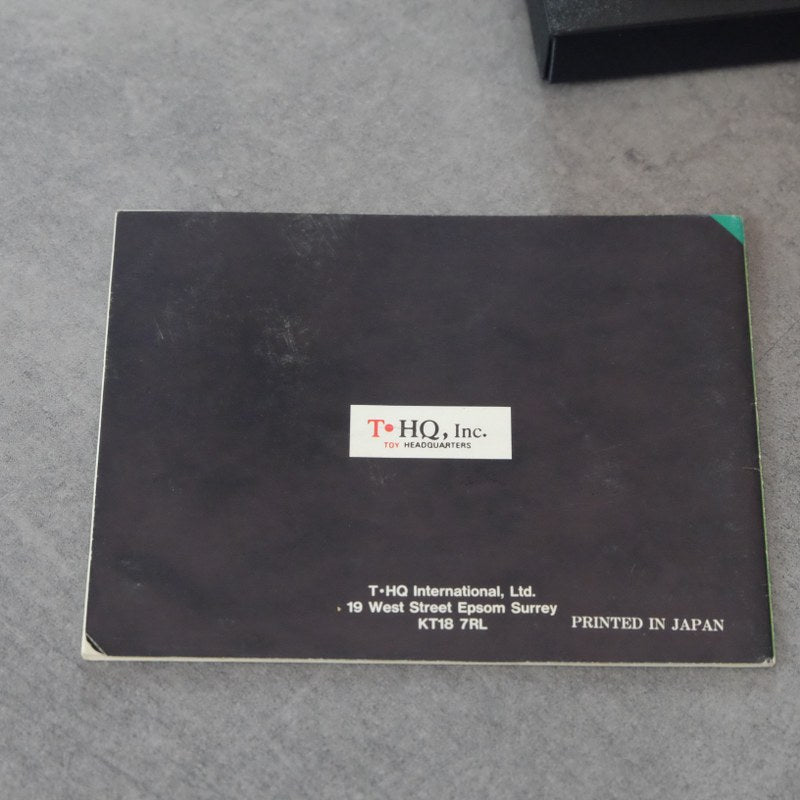 T•HQ, Inc.
TOY HEADQUARTERS
T•HQ International, Ltd.
19 West Street Epsom Surrey
KT18 7RL
PRINTED IN JAPAN